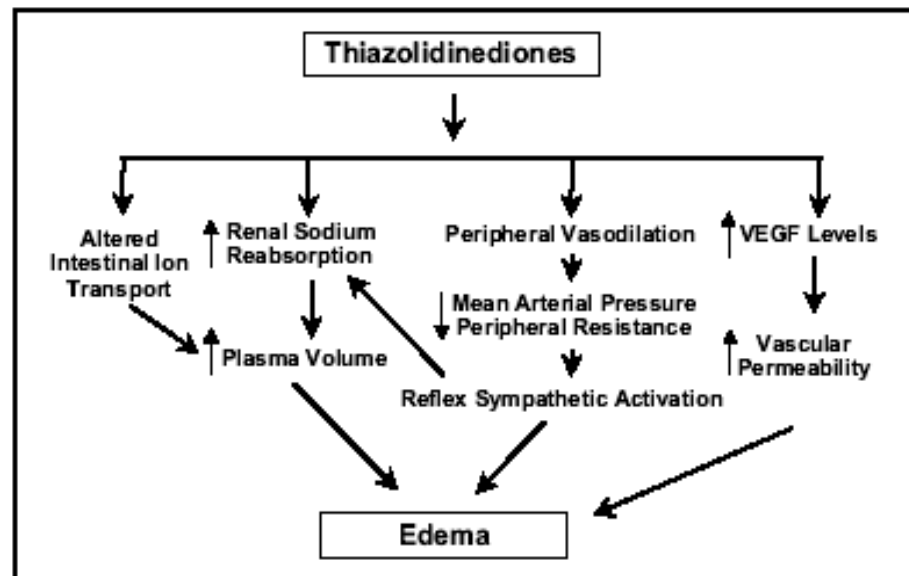 Thiazolidinediones
Altered
Intestinal Ion
Transport
Renal Sodium
Reabsorption
Plasma Volume
Peripheral Vasodilation
Mean Arterial Pressure
Peripheral Resistance
Reflex Sympathetic Activation
VEGF Levels
Vascular
Permeability
Edema